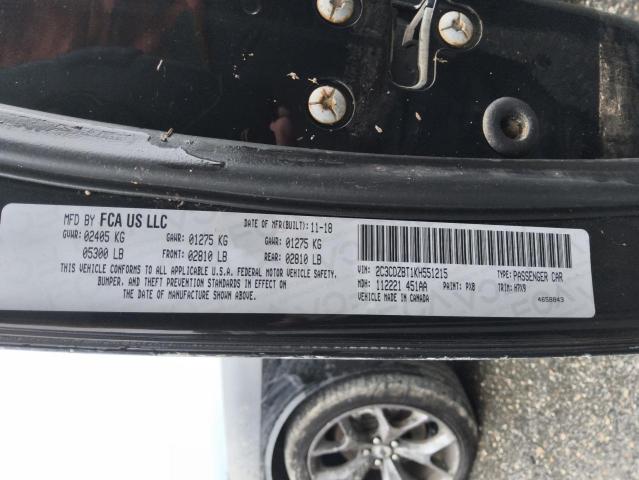 MFD BY FCA US LLC
DATE OF MFR(BUILT): 11-18
GVWR: 02405 KG GAWR: 01275 KG GAWR: 01275 KG
05300 LB FRONT: 02810 LB REAR: 02810 LB
THIS VEHICLE CONFORMS TO ALL APPLICABLE U.S.A. FEDERAL MOTOR VEHICLE SAFETY,
BUMPER, AND THEFT PREVENTION STANDARDS IN EFFECT ON
THE DATE OF MANUFACTURE SHOWN ABOVE.
VIN: 2C3CDZBT1KH551215 TYPE: PASSENGER CAR
MDH: 112221 451AA PAINT: PX8 TRIM: H7X9
VEHICLE MADE IN CANADA
4658843